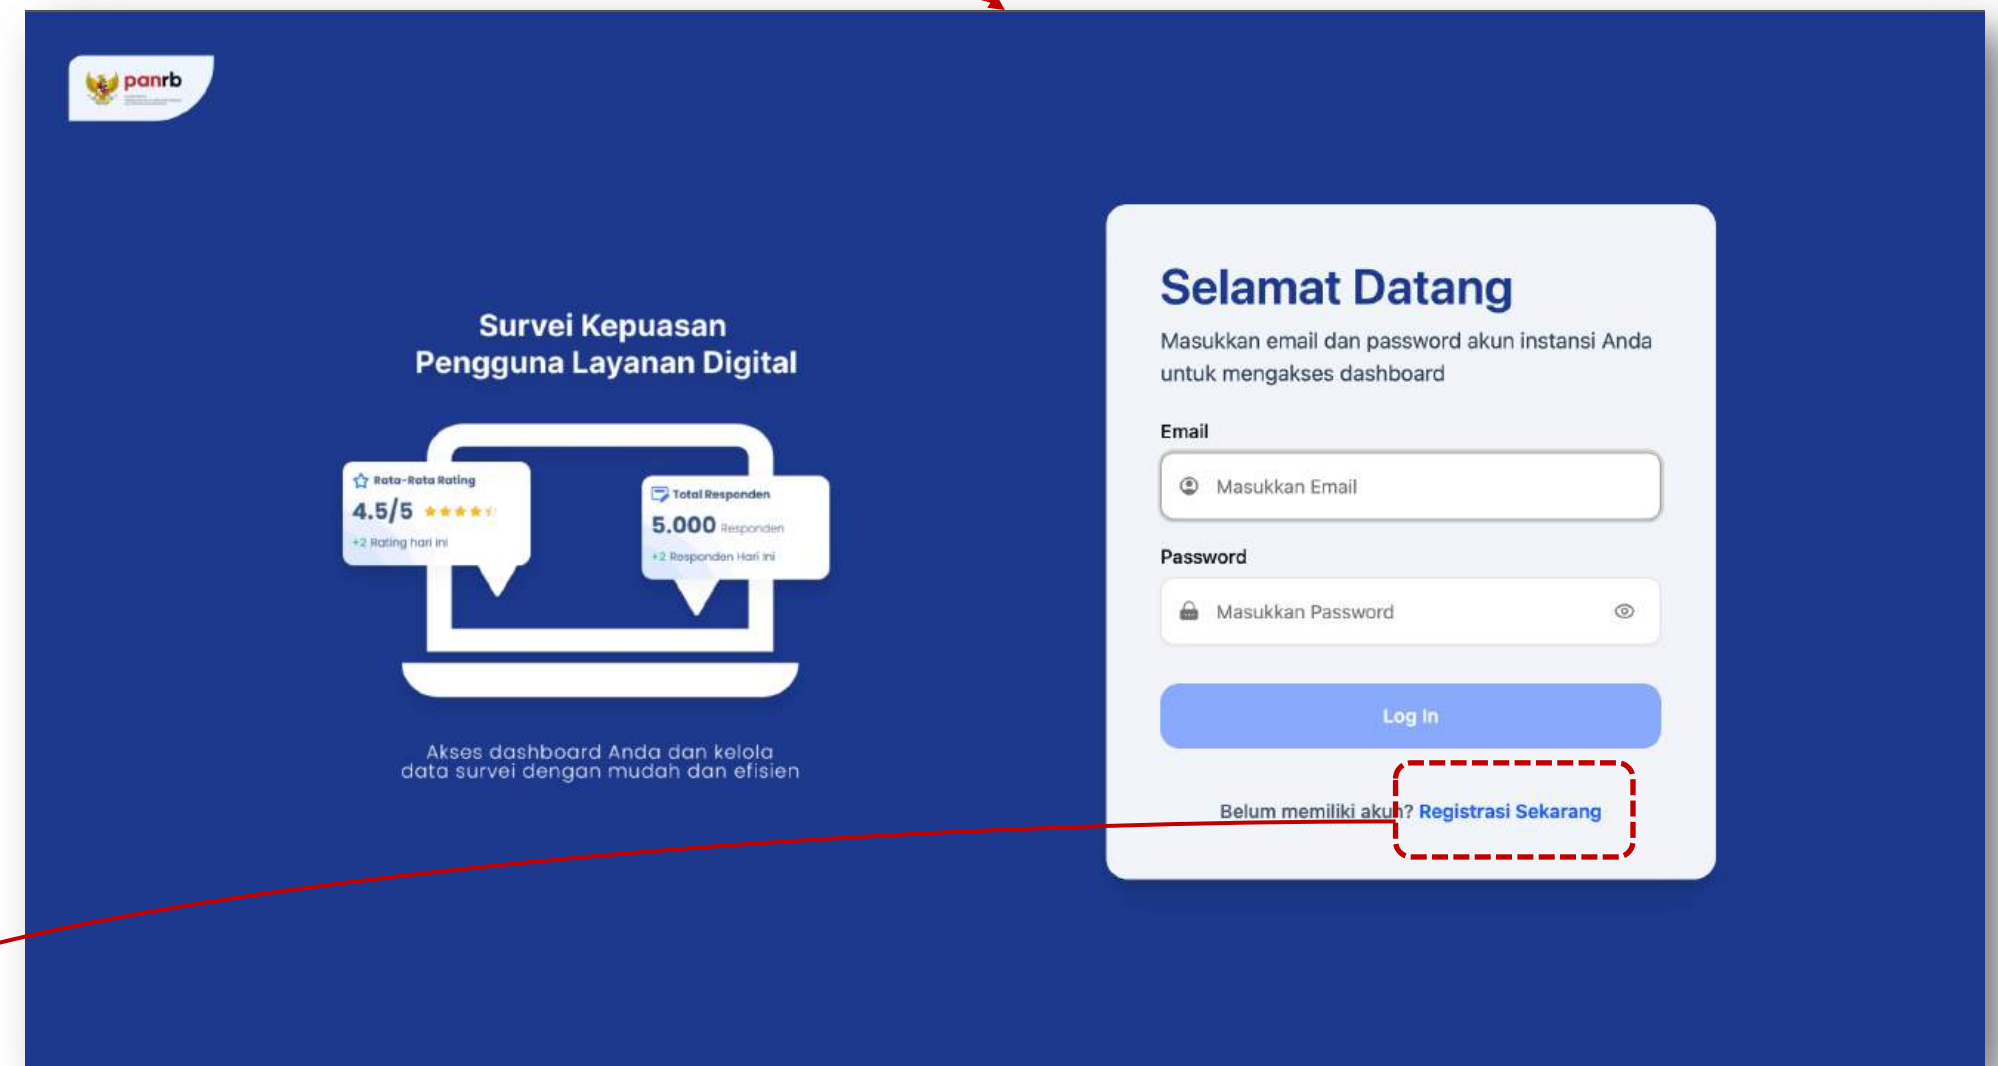 panrb
Survei Kepuasan
Pengguna Layanan Digital
Rata-Rata Rating
4.5/5
+2 Rating hari ini
Total Responden
5.000 Responden
+2 Responden Hari Ini
Akses dashboard Anda dan kelola
data survei dengan mudah dan efisien
Selamat Datang
Masukkan email dan password akun instansi Anda
untuk mengakses dashboard
Email
Masukkan Email
Password
Masukkan Password
Log In
Belum memiliki akun? Registrasi Sekarang